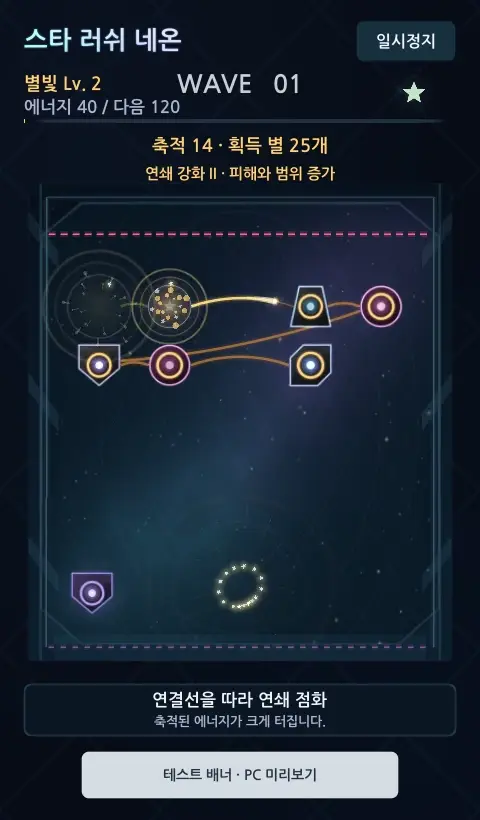 스타 러쉬 네온
일시정지
별빛 Lv. 2
WAVE 01
에너지 40 / 다음 120
축적 14 · 획득 별 25개
연쇄 강화 II · 피해와 범위 증가
연결선을 따라 연쇄 점화
축적된 에너지가 크게 터집니다.
테스트 배너 · PC 미리보기